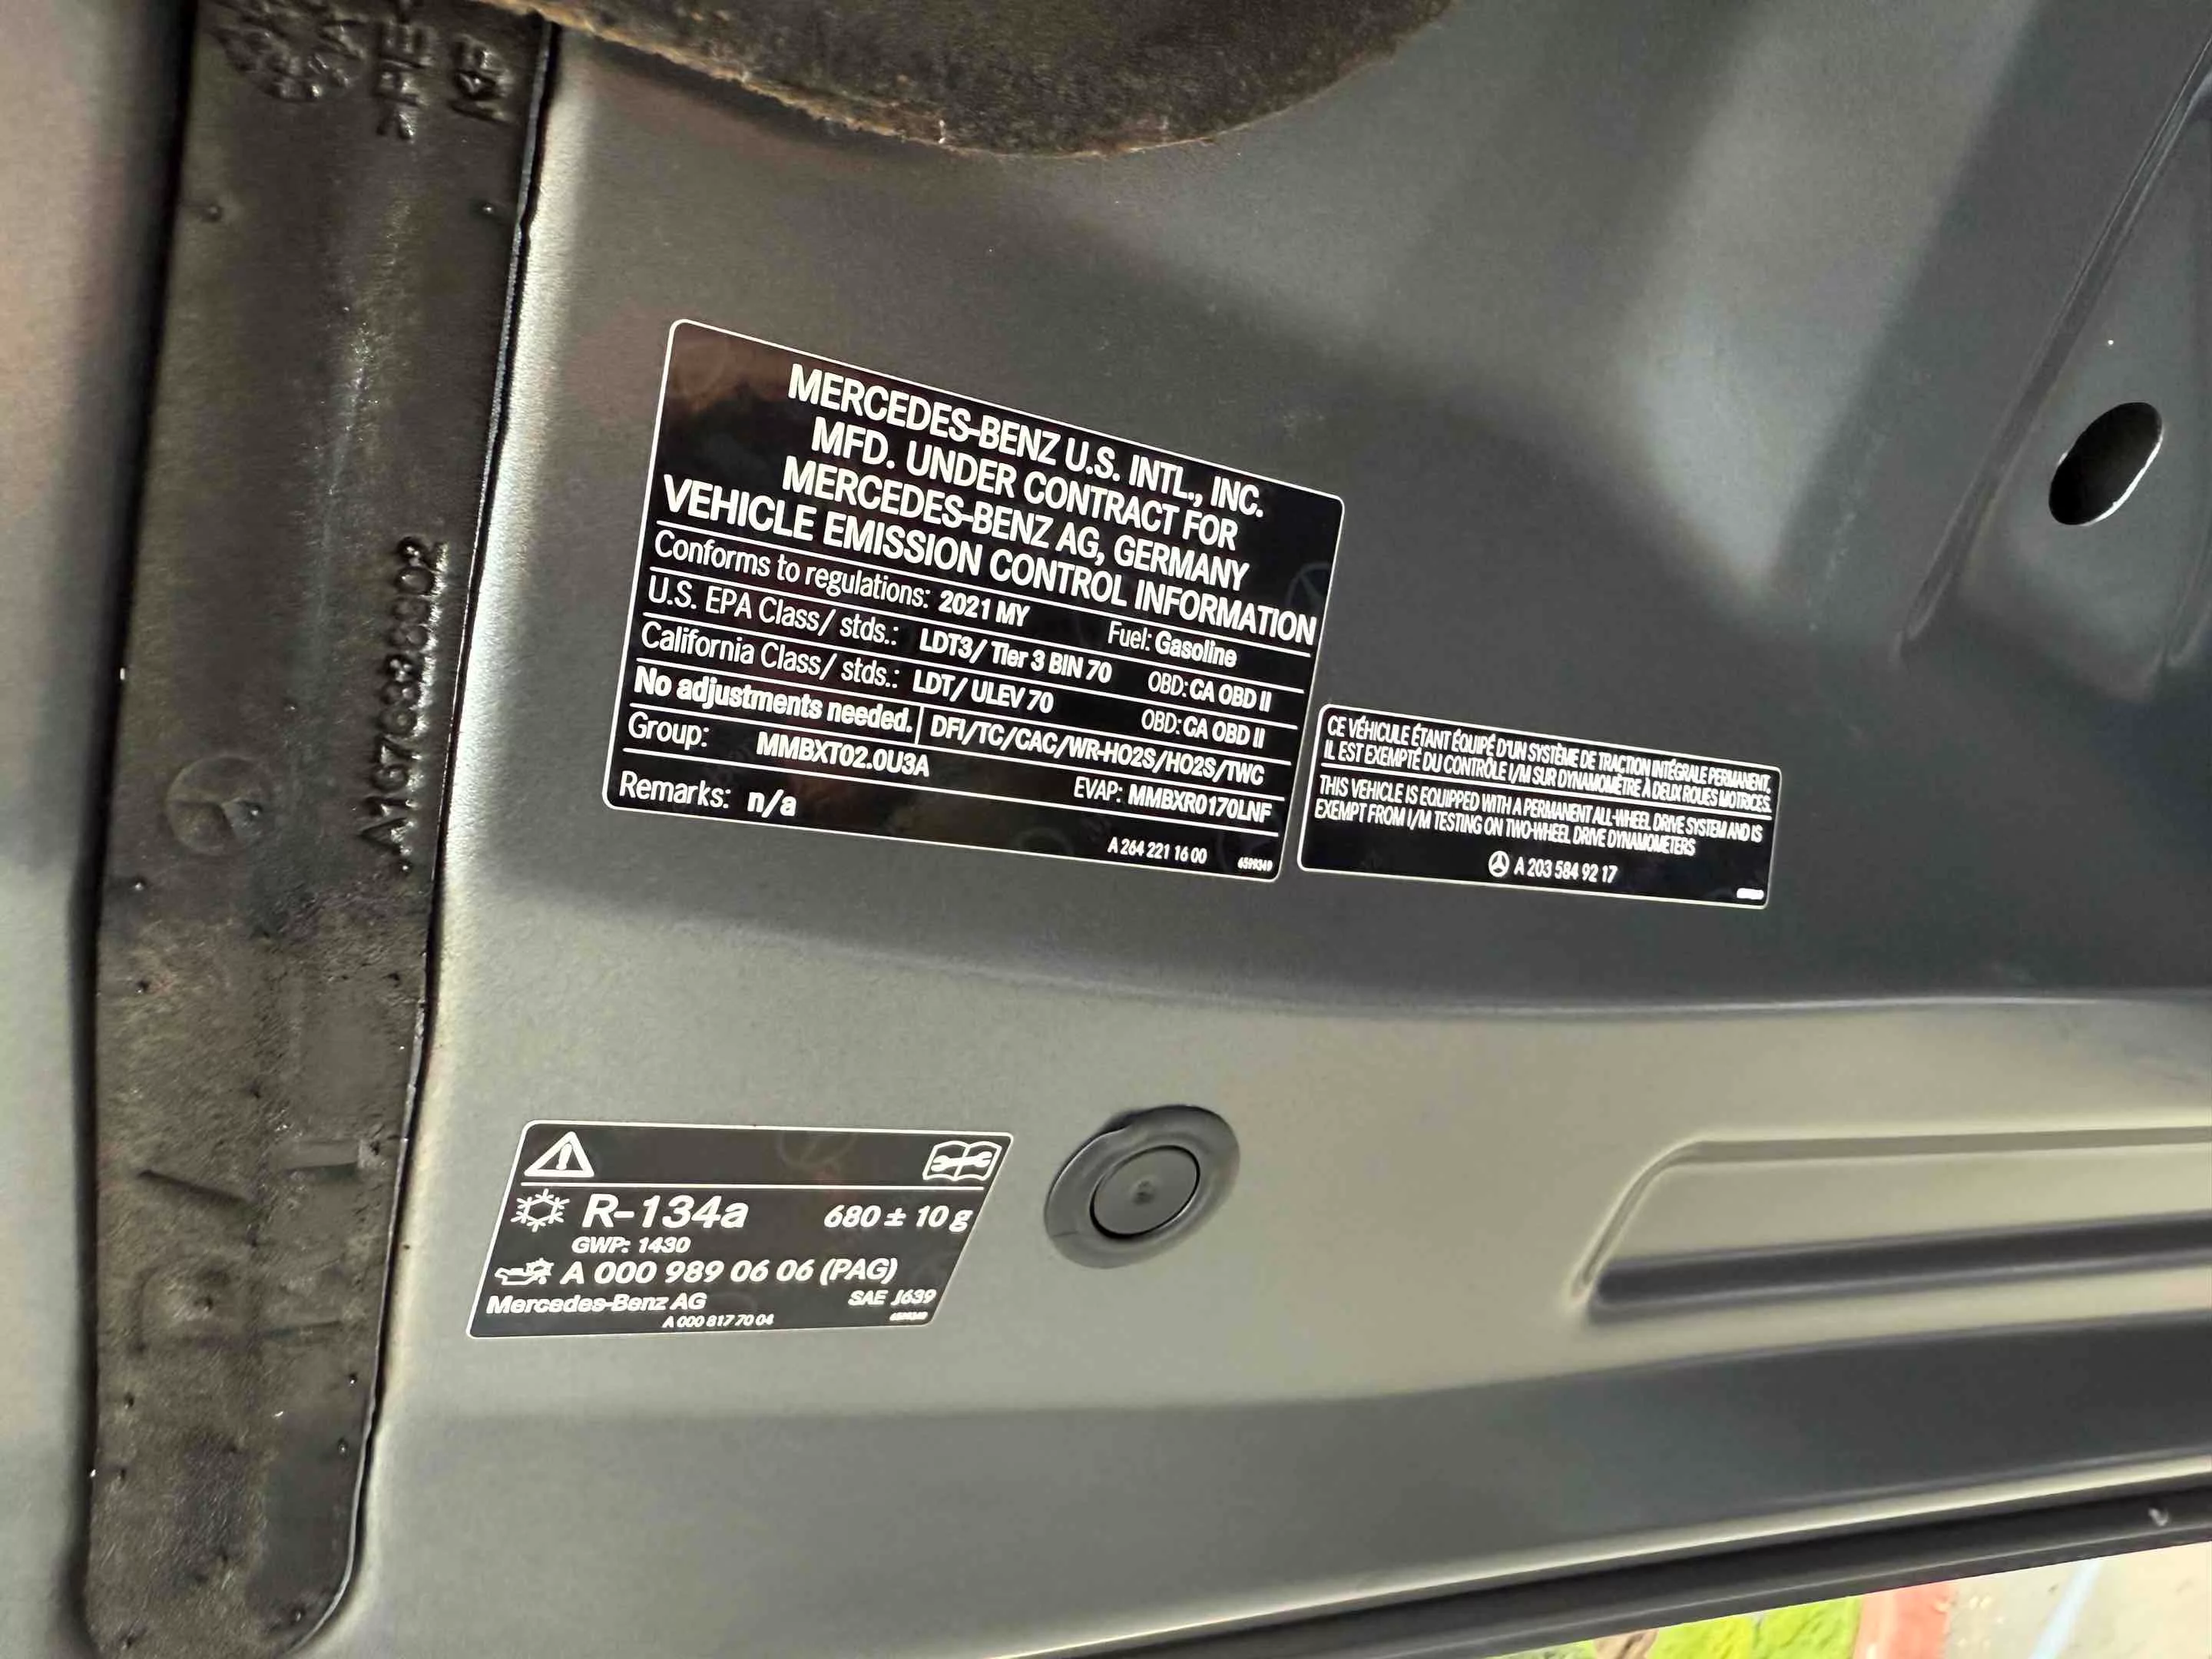 MERCEDES-BENZ U.S. INTL., INC.
MFD. UNDER CONTRACT FOR
MERCEDES-BENZ AG, GERMANY
VEHICLE EMISSION CONTROL INFORMATION
Conforms to regulations: 2021 MY Fuel: Gasoline
U.S. EPA Class/ stds.: LDT3/ Tier 3 BIN 70 OBD: CA OBD II
California Class/ stds.: LDT/ ULEV 70 OBD: CA OBD II
No adjustments needed. DFI/TC/CAC/WR-HO2S/HO2S/TWC
Group: MMBXT02.0U3A EVAP: MMBXR0170LNF
Remarks: n/a
A 264 221 16 00 6599349
CE VÉHICULE ÉTANT ÉQUIPÉ D'UN SYSTÈME DE TRACTION INTÉGRALE PERMANENT,
IL EST EXEMPTÉ DU CONTRÔLE I/M SUR DYNAMOMÈTRE À DEUX ROUES MOTRICES.
THIS VEHICLE IS EQUIPPED WITH A PERMANENT ALL-WHEEL DRIVE SYSTEM AND IS
EXEMPT FROM I/M TESTING ON TWO-WHEEL DRIVE DYNAMOMETERS
A 203 584 92 17
R-134a 680 ± 10 g
GWP: 1430
A 000 989 06 06 (PAG)
Mercedes-Benz AG SAE J639
A 000 817 70 04